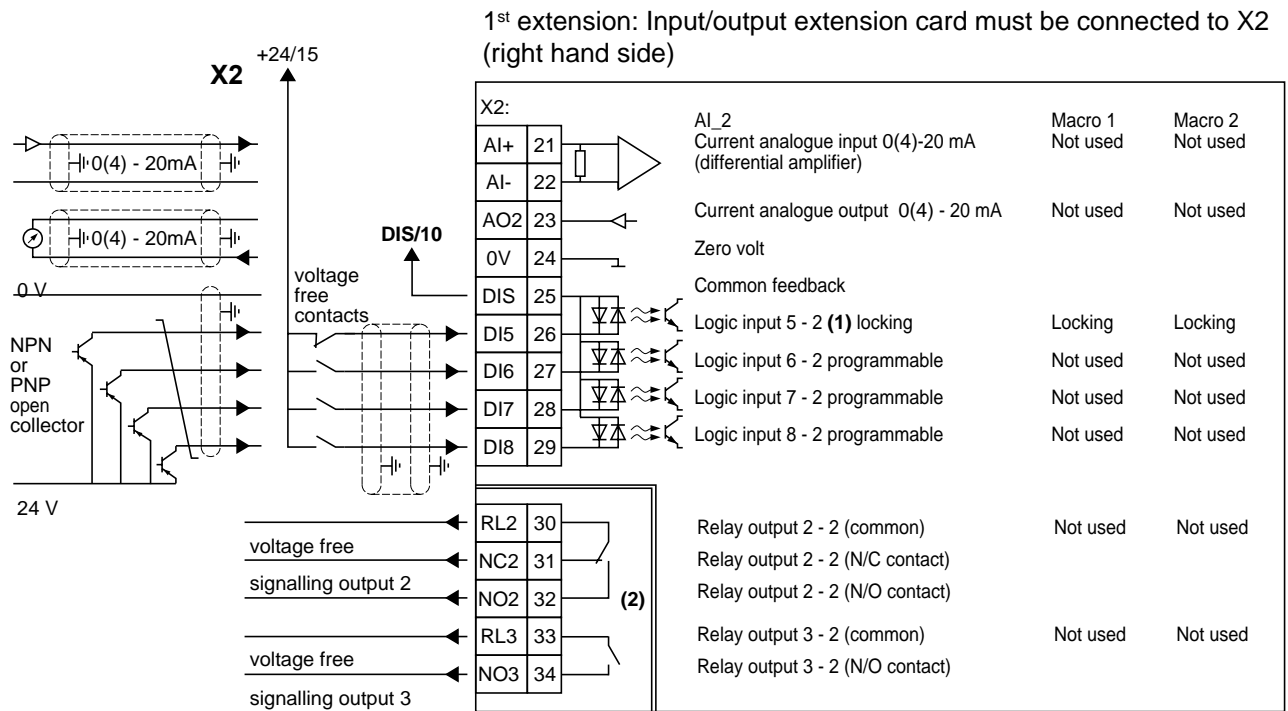 1st extension: Input/output extension card must be connected to X2
(right hand side)
X2
+24/15
0(4) - 20mA
0(4) - 20mA
0 V
NPN
or
PNP
open
collector
24 V
voltage
free
contacts
DIS/10
X2:
AI_2
Macro 1
Macro 2
AI+ 21 Current analogue input 0(4)-20 mA Not used Not used
(differential amplifier)
AI- 22
AO2 23 Current analogue output 0(4) - 20 mA Not used Not used
0V 24 Zero volt
DIS 25 Common feedback
DI5 26 Logic input 5 - 2 (1) locking Locking Locking
DI6 27 Logic input 6 - 2 programmable Not used Not used
DI7 28 Logic input 7 - 2 programmable Not used Not used
DI8 29 Logic input 8 - 2 programmable Not used Not used
voltage free
signalling output 2
RL2 30 Relay output 2 - 2 (common) Not used Not used
NC2 31 Relay output 2 - 2 (N/C contact)
NO2 32 (2) Relay output 2 - 2 (N/O contact)
voltage free
signalling output 3
RL3 33 Relay output 3 - 2 (common) Not used Not used
NO3 34 Relay output 3 - 2 (N/O contact)